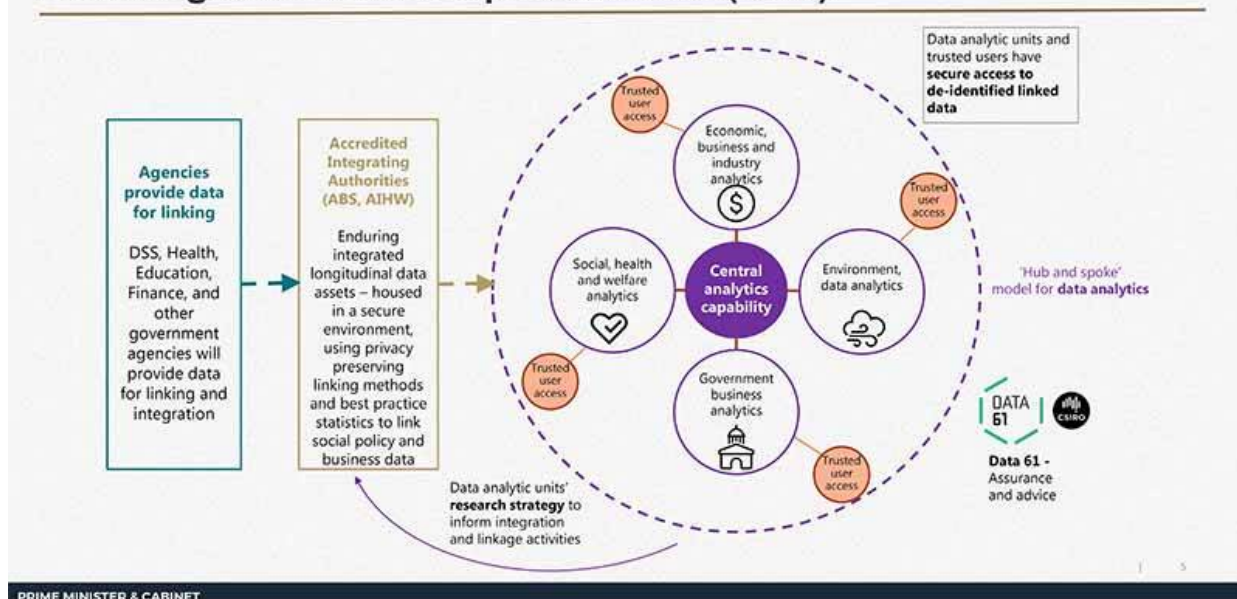 Data analytic units and
trusted users have
secure access to
de-identified linked
data
Agencies
provide data
for linking
DSS, Health,
Education,
Finance, and
other
government
agencies will
provide data
for linking and
integration
Accredited
Integrating
Authorities
(ABS, AIHW)
Enduring
integrated
longitudinal data
assets – housed
in a secure
environment,
using privacy
preserving
linking methods
and best practice
statistics to link
social policy and
business data
Trusted
user
access
Economic,
business and
industry
analytics
$
Trusted
user
access
Social, health
and welfare
analytics
Central
analytics
capability
Environment,
data analytics
Trusted
user
access
Government
business
analytics
Trusted
user
access
'Hub and spoke'
model for data analytics
DATA
61
CSIRO
Data 61 -
Assurance
and advice
Data analytic units'
research strategy to
inform integration
and linkage activities
5
PRIME MINISTER & CABINET